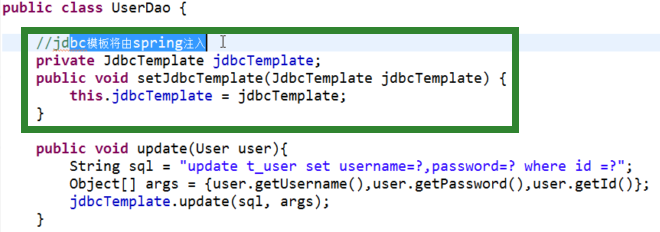 public class UserDao {
//jdbc模板将由spring注入
private JdbcTemplate jdbcTemplate;
public void setJdbcTemplate(JdbcTemplate jdbcTemplate) {
this.jdbcTemplate = jdbcTemplate;
}
public void update(User user){
String sql = "update t_user set username=?,password=? where id =?";
Object[] args = {user.getUsername(),user.getPassword(),user.getId()};
jdbcTemplate.update(sql, args);
}